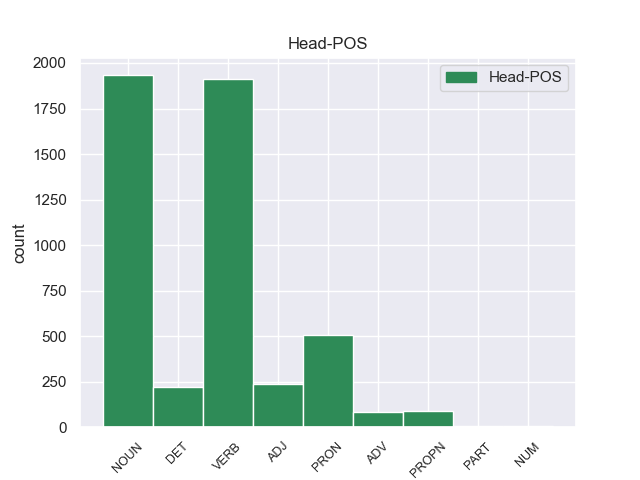 Head-POS
Head-POS
2000
1750
1500
1250
1000
750
500
250
0
count
NOUN DET VERB ADJ PRON ADV PROPN PART NUM